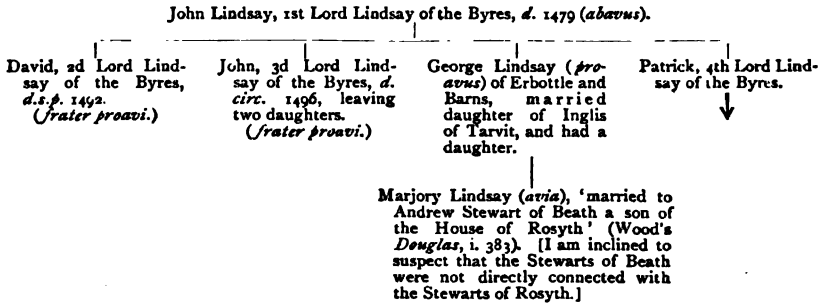 John Lindsay, 1st Lord Lindsay of the Byres, d. 1479 (abavus).
David, 2d Lord Lind-
say of the Byres,
d.s.p. 1492.
(frater proavi.)
John, 3d Lord Lind-
say of the Byres, d.
circ. 1496, leaving
two daughters.
(frater proavi.)
George Lindsay (pro-
avus) of Erbottle and
Barns, married
daughter of Inglis
of Tarvit, and had a
daughter.
Patrick, 4th Lord Lind-
say of the Byres.
Marjory Lindsay (avia), 'married to
Andrew Stewart of Beath a son of
the House of Rosyth' (Wood's
Douglas, i. 383). [I am inclined to
suspect that the Stewarts of Beath
were not directly connected with
the Stewarts of Rosyth.]